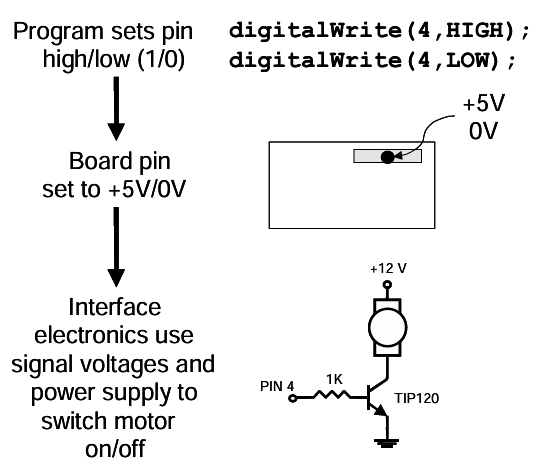 Program sets pin
high/low (1/0)
digitalWrite(4,HIGH);
digitalWrite(4,LOW);
Board pin
set to +5V/0V
+5V
0V
Interface
electronics use
signal voltages and
power supply to
switch motor
on/off
+12 V
PIN 4
1K
TIP120